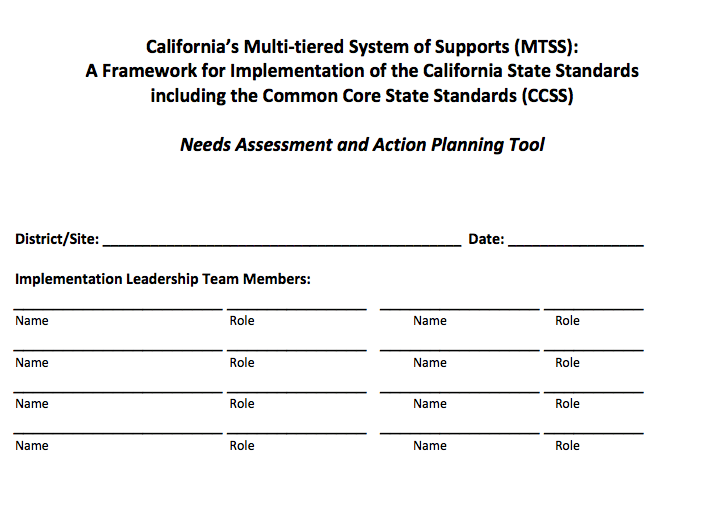 California’s Multi-tiered System of Supports (MTSS):
A Framework for Implementation of the California State Standards
including the Common Core State Standards (CCSS)
Needs Assessment and Action Planning Tool
District/Site: ______________________________________________ Date: _________________
Implementation Leadership Team Members:
Name Role Name Role
Name Role Name Role
Name Role Name Role
Name Role Name Role